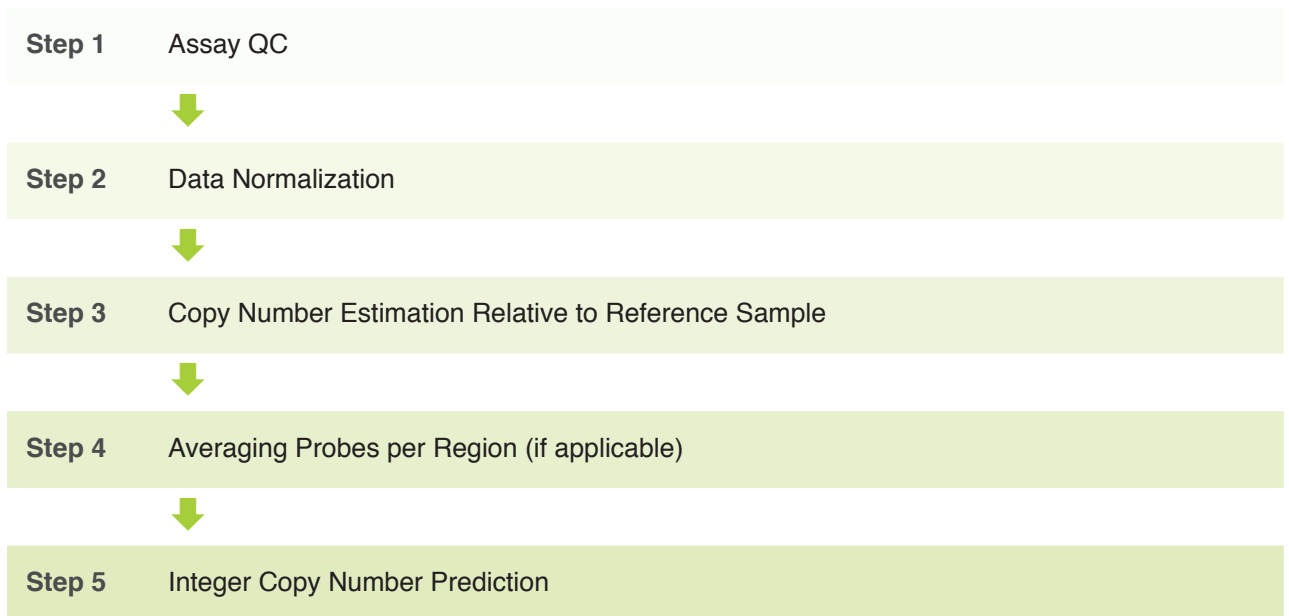 Step 1 Assay QC
Step 2 Data Normalization
Step 3 Copy Number Estimation Relative to Reference Sample
Step 4 Averaging Probes per Region (if applicable)
Step 5 Integer Copy Number Prediction